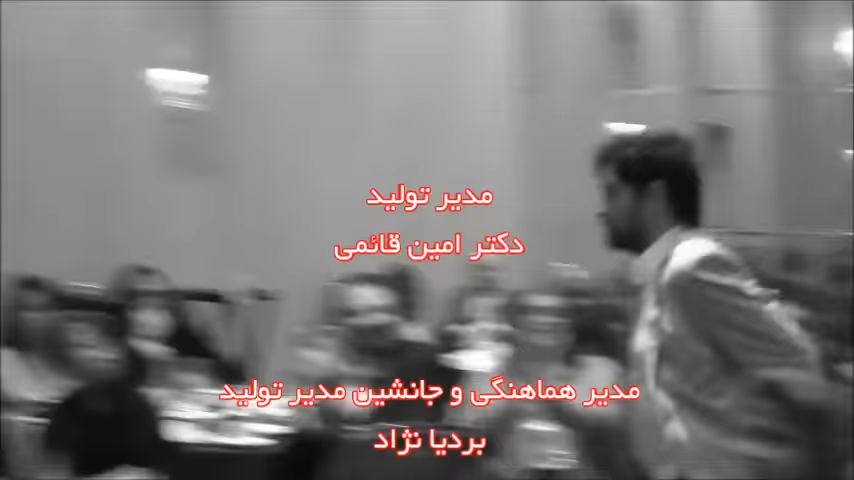 مدیر تولید
دکتر امین قائمی
مدیر هماهنگی و جانشین مدیر تولید
بردیا نژاد